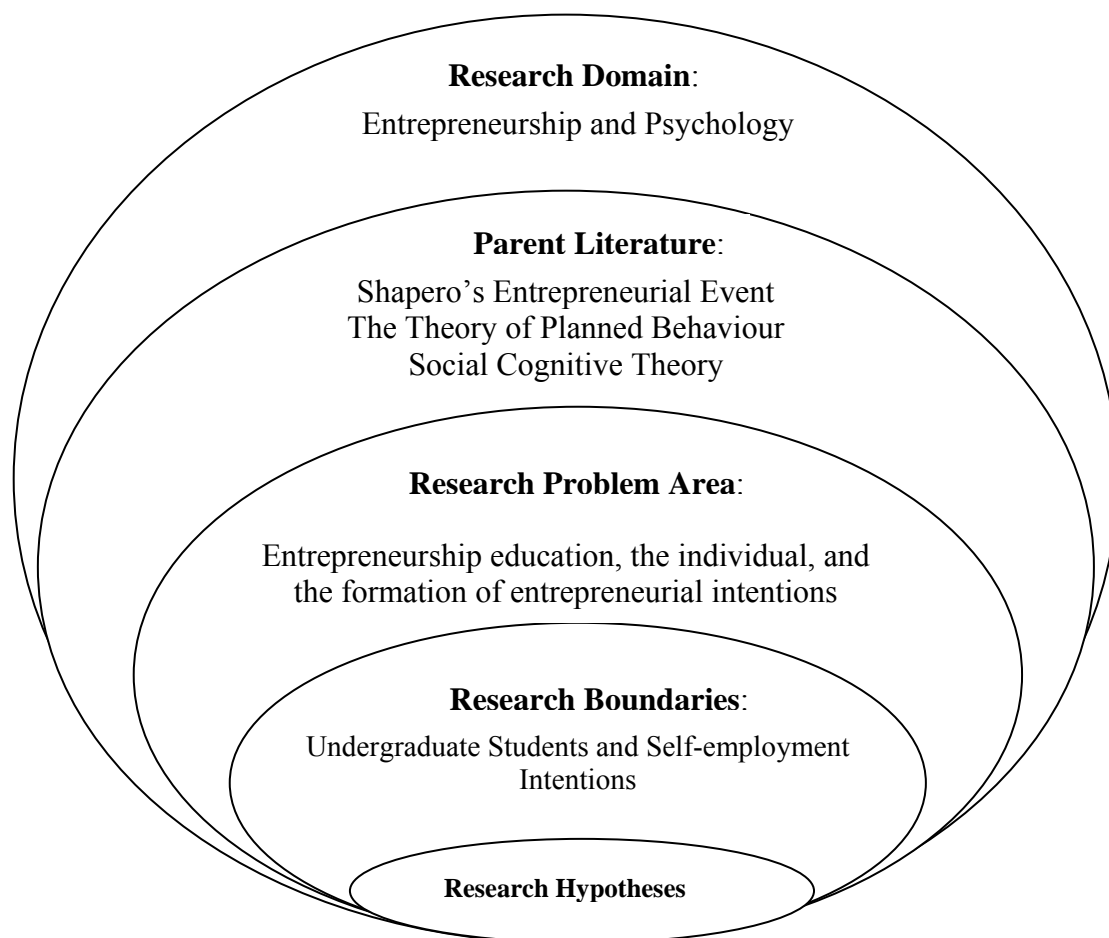 Research Domain:
Entrepreneurship and Psychology
Parent Literature:
Shapero’s Entrepreneurial Event
The Theory of Planned Behaviour
Social Cognitive Theory
Research Problem Area:
Entrepreneurship education, the individual, and
the formation of entrepreneurial intentions
Research Boundaries:
Undergraduate Students and Self-employment
Intentions
Research Hypotheses